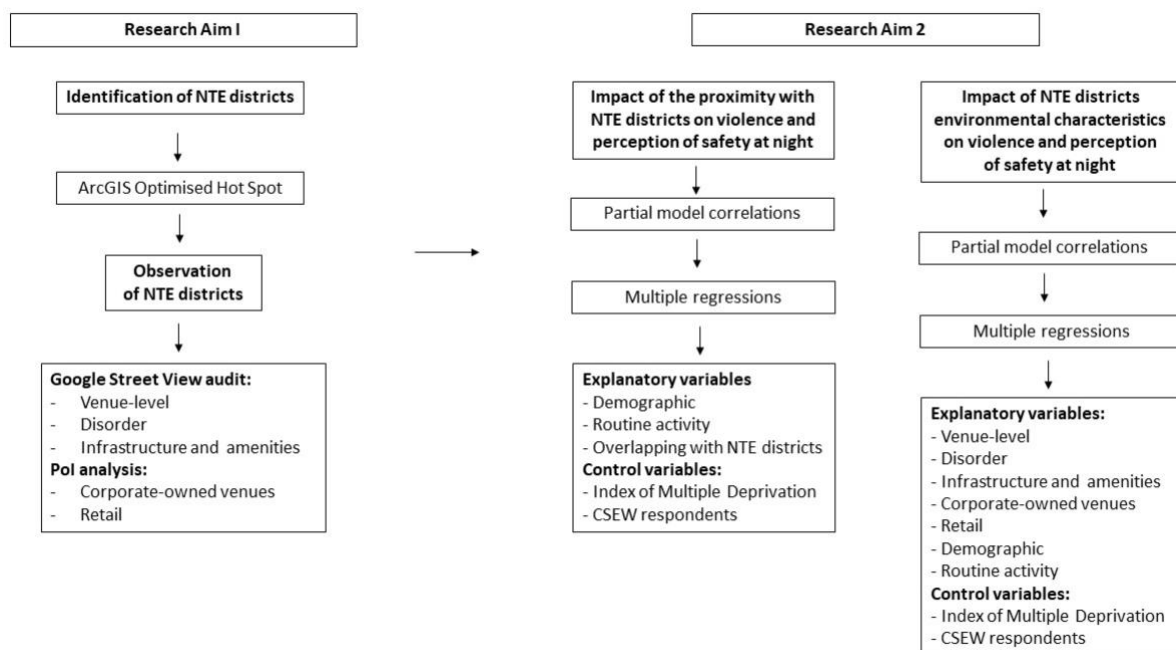 Research Aim I
Identification of NTE districts
ArcGIS Optimised Hot Spot
Observation
of NTE districts
Google Street View audit:
- Venue-level
- Disorder
- Infrastructure and amenities
PoI analysis:
- Corporate-owned venues
- Retail
Research Aim 2
Impact of the proximity with
NTE districts on violence and
perception of safety at night
Partial model correlations
Multiple regressions
Explanatory variables
- Demographic
- Routine activity
- Overlapping with NTE districts
Control variables:
- Index of Multiple Deprivation
- CSEW respondents
Impact of NTE districts
environmental characteristics
on violence and perception
of safety at night
Partial model correlations
Multiple regressions
Explanatory variables:
- Venue-level
- Disorder
- Infrastructure and amenities
- Corporate-owned venues
- Retail
- Demographic
- Routine activity
Control variables:
- Index of Multiple Deprivation
- CSEW respondents